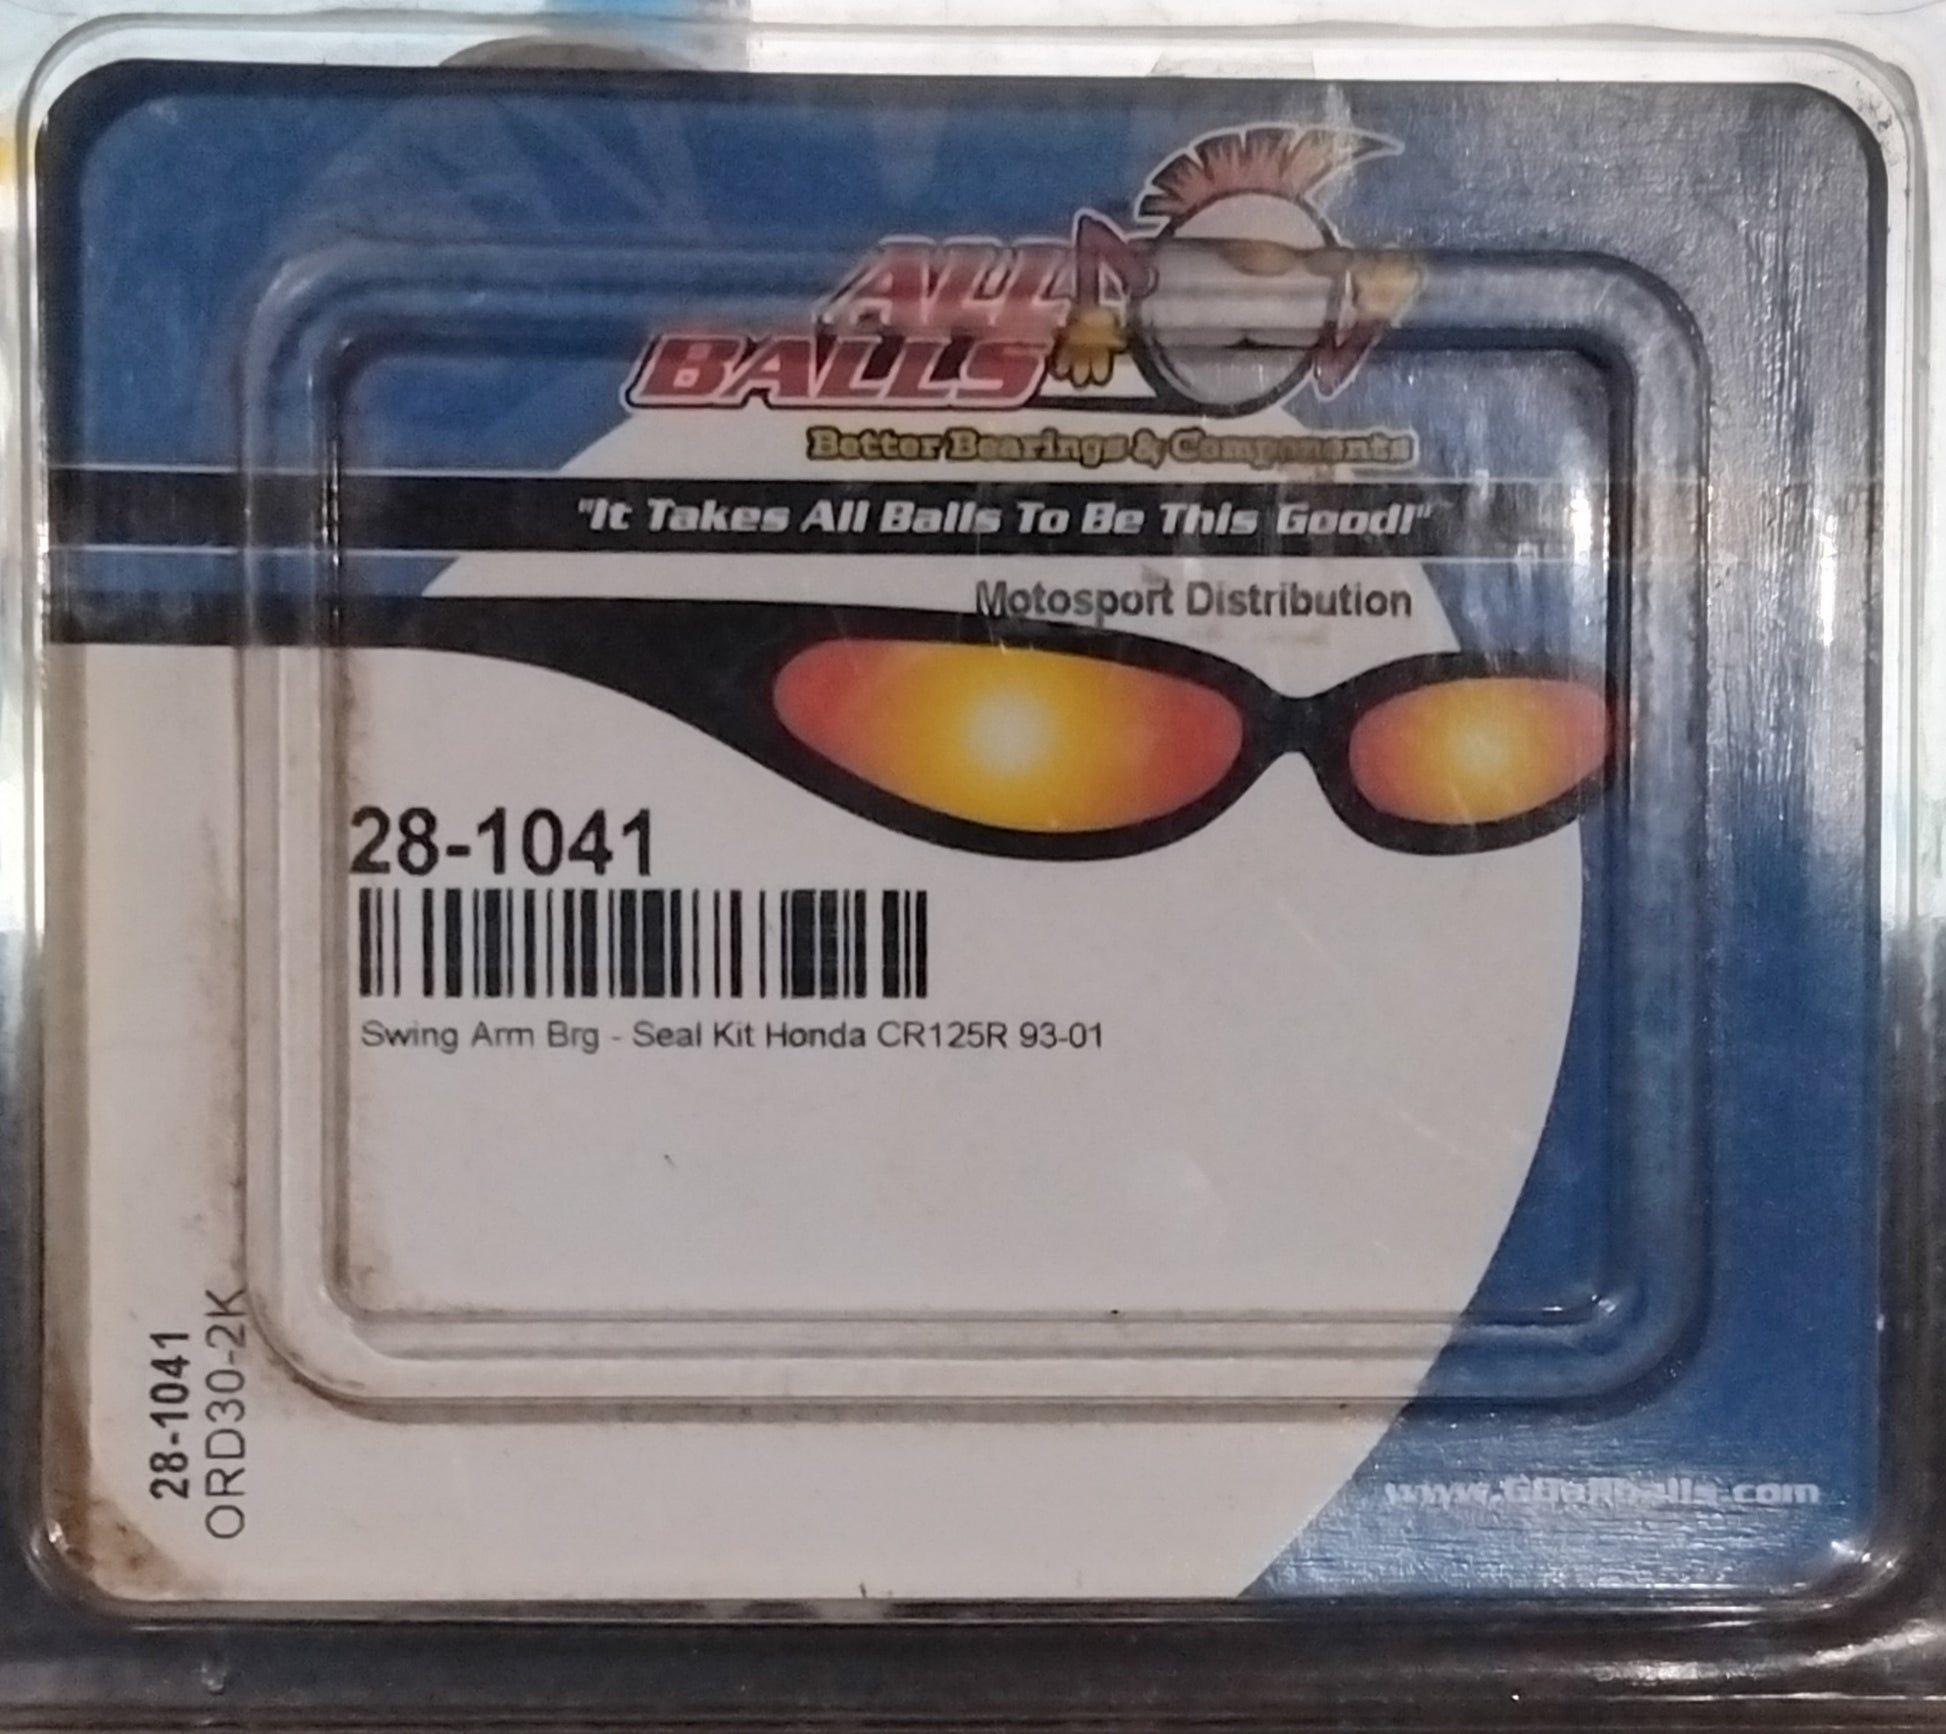 ALL
BALLS
Better Bearings & Components
"It Takes All Balls To Be This Good!"
Motosport Distribution
28-1041
Swing Arm Brg - Seal Kit Honda CR125R 93-01
28-1041
ORD30-2K